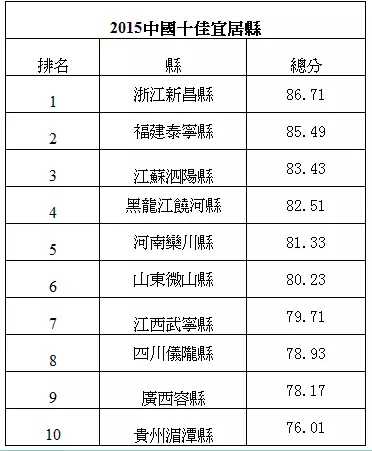 2015中國十佳宜居縣
排名 縣 總分
1 浙江新昌縣 86.71
2 福建泰寧縣 85.49
3 江蘇泗陽縣 83.43
4 黑龍江饒河縣 82.51
5 河南欒川縣 81.33
6 山東微山縣 80.23
7 江西武寧縣 79.71
8 四川儀隴縣 78.93
9 廣西容縣 78.17
10 貴州湄潭縣 76.01